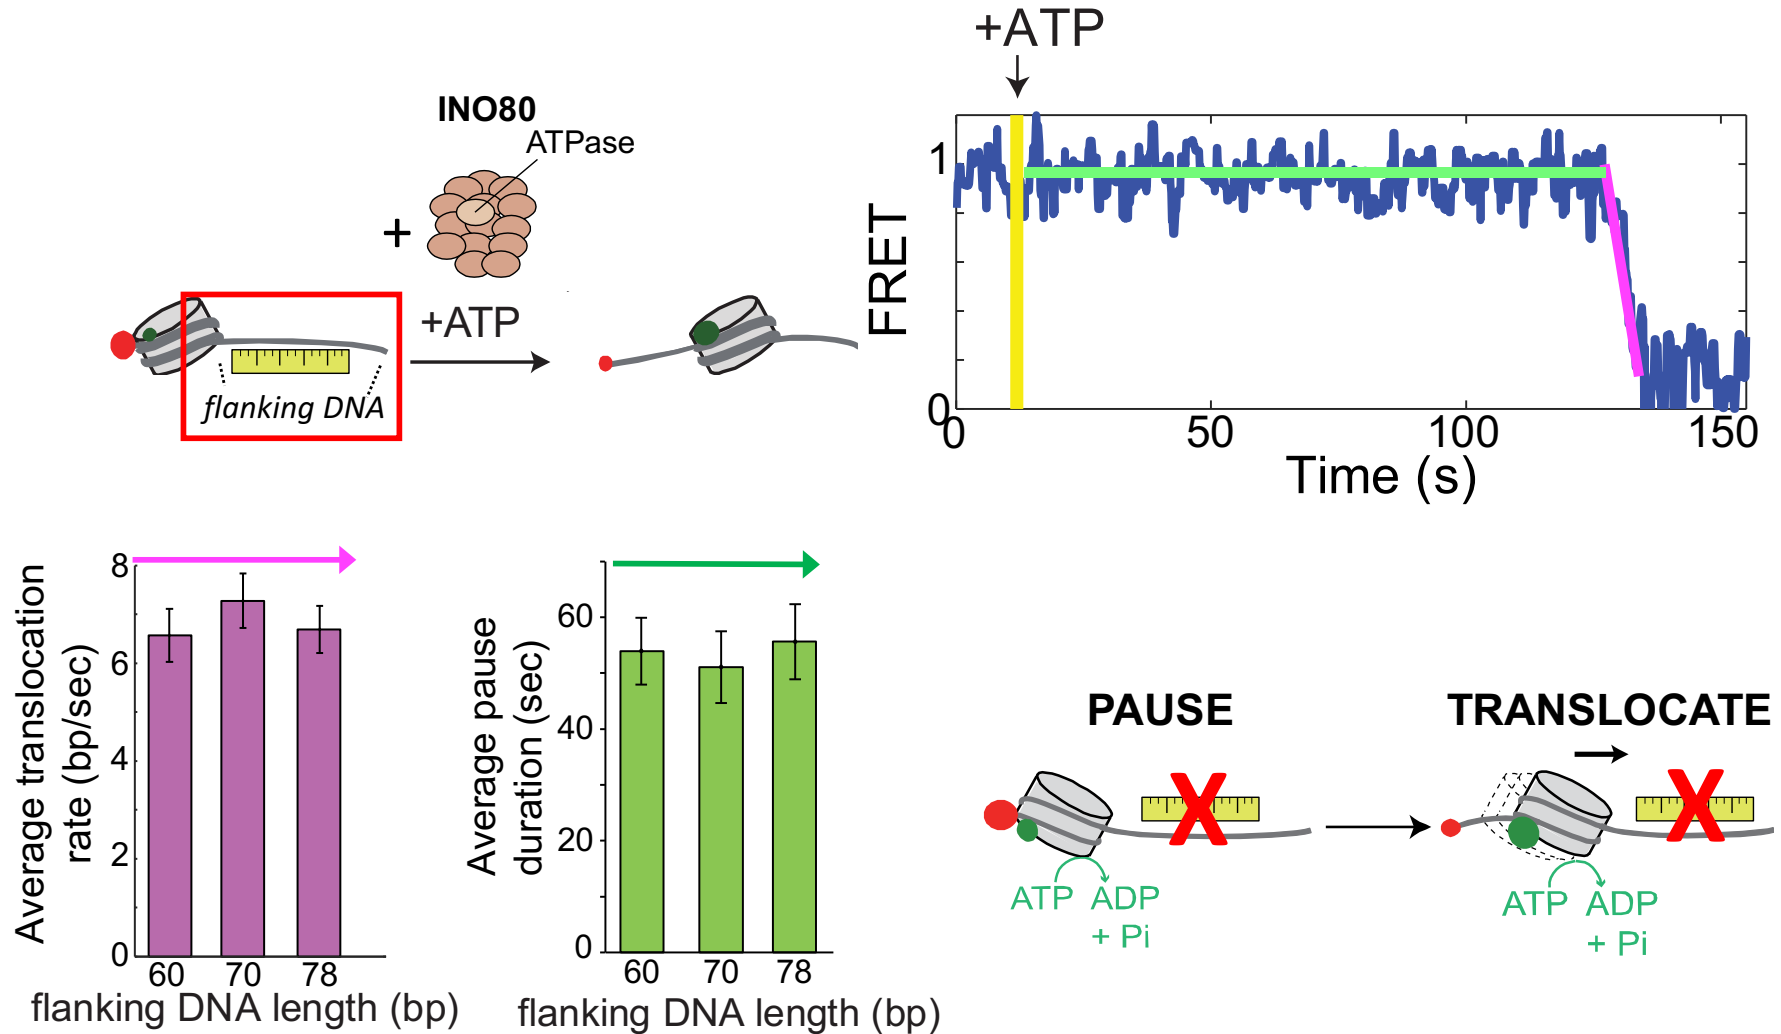 INO80
ATPase
+
+ATP
flanking DNA
+ATP
FRET
1
0
0 50 100 150
Time (s)
Average translocation
rate (bp/sec)
8
6
4
2
0
60 70 78
flanking DNA length (bp)
Average pause
duration (sec)
60
40
20
0
60 70 78
flanking DNA length (bp)
PAUSE
X
ATP ADP
+ Pi
TRANSLOCATE
X
ATP ADP
+ Pi